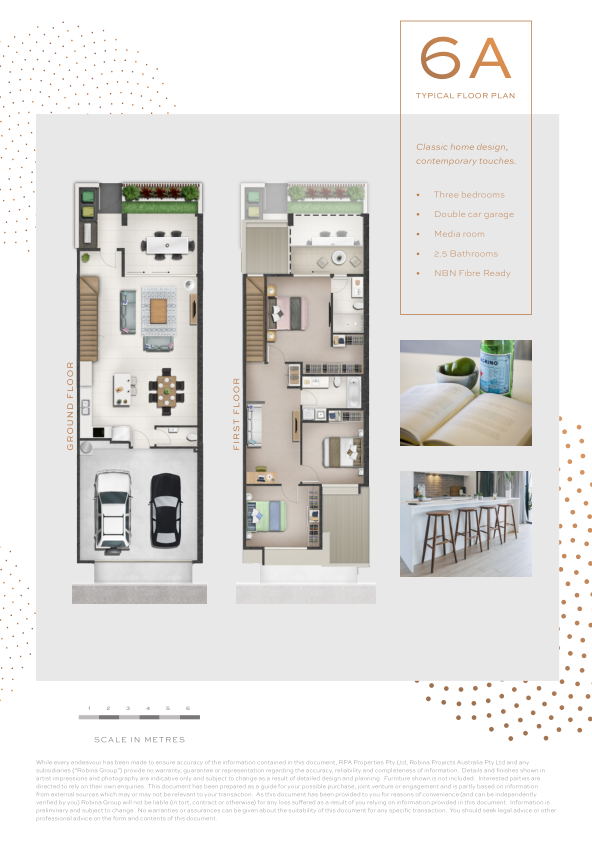 6A
TYPICAL FLOOR PLAN
Classic home design,
contemporary touches.
• Three bedrooms
• Double car garage
• Media room
• 2.5 Bathrooms
• NBN Fibre Ready
GROUND FLOOR
FIRST FLOOR
1 2 3 4 5 6
SCALE IN METRES
While every endeavour has been made to ensure accuracy of the information contained in this document, RPA Properties Pty Ltd, Robina Projects Australia Pty Ltd and any
subsidiaries ("Robina Group") provide no warranty, guarantee or representation regarding the accuracy, reliability and completeness of information. Details and finishes shown in
artist impressions and photography are indicative only and subject to change as a result of detailed design and planning. Furniture shown is not included. Interested parties are
directed to rely on their own enquiries. This document has been prepared as a guide for your possible purchase, joint venture or engagement and is partly based on information
from external sources which may or may not be relevant to your transaction. As this document has been provided to you for reasons of convenience (and can be independently
verified by you) Robina Group will not be liable (in tort, contract or otherwise) for any loss suffered as a result of you relying on information provided in this document. Information is
preliminary and subject to change. No warranties or assurances can be given about the suitability of this document for any specific transaction. You should seek legal advice or other
professional advice on the form and contents of this document.